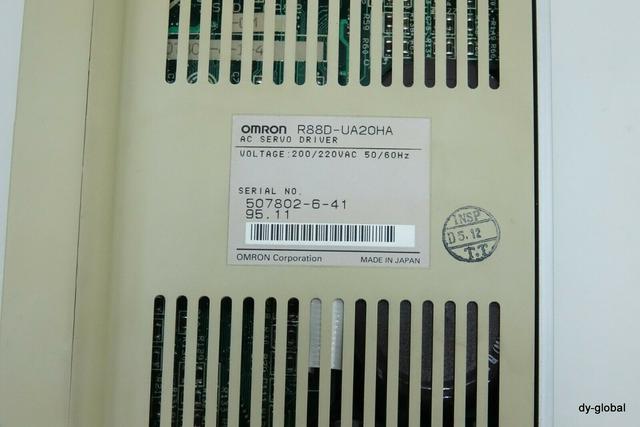 OMRON R88D-UA20HA
AC SERVO DRIVER
VOLTAGE:200/220VAC 50/60Hz
SERIAL NO.
507802-6-41
95.11
OMRON Corporation MADE IN JAPAN
INSP
D5.12
T.T
dy-global